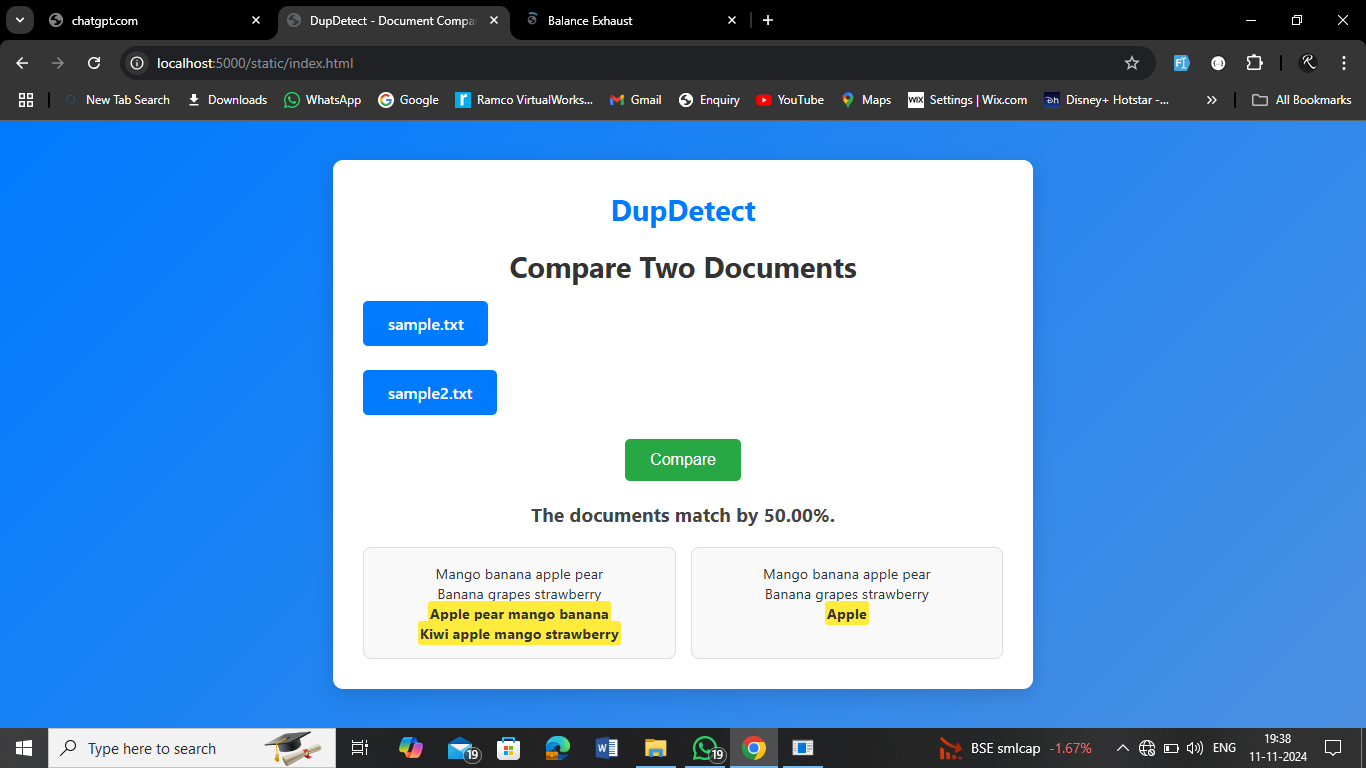 chatgpt.com
DupDetect - Document Compa
Balance Exhaust
localhost:5000/static/index.html
New Tab Search
Downloads
WhatsApp
Google
Ramco VirtualWorks...
Gmail
Enquiry
YouTube
Maps
WIX
Settings | Wix.com
Disney+ Hotstar -...
All Bookmarks
DupDetect
Compare Two Documents
sample.txt
sample2.txt
Compare
The documents match by 50.00%.
Mango banana apple pear
Banana grapes strawberry
Apple pear mango banana
Kiwi apple mango strawberry
Mango banana apple pear
Banana grapes strawberry
Apple
Type here to search
19
19
BSE smlcap -1.67%
ENG
19:38
11-11-2024